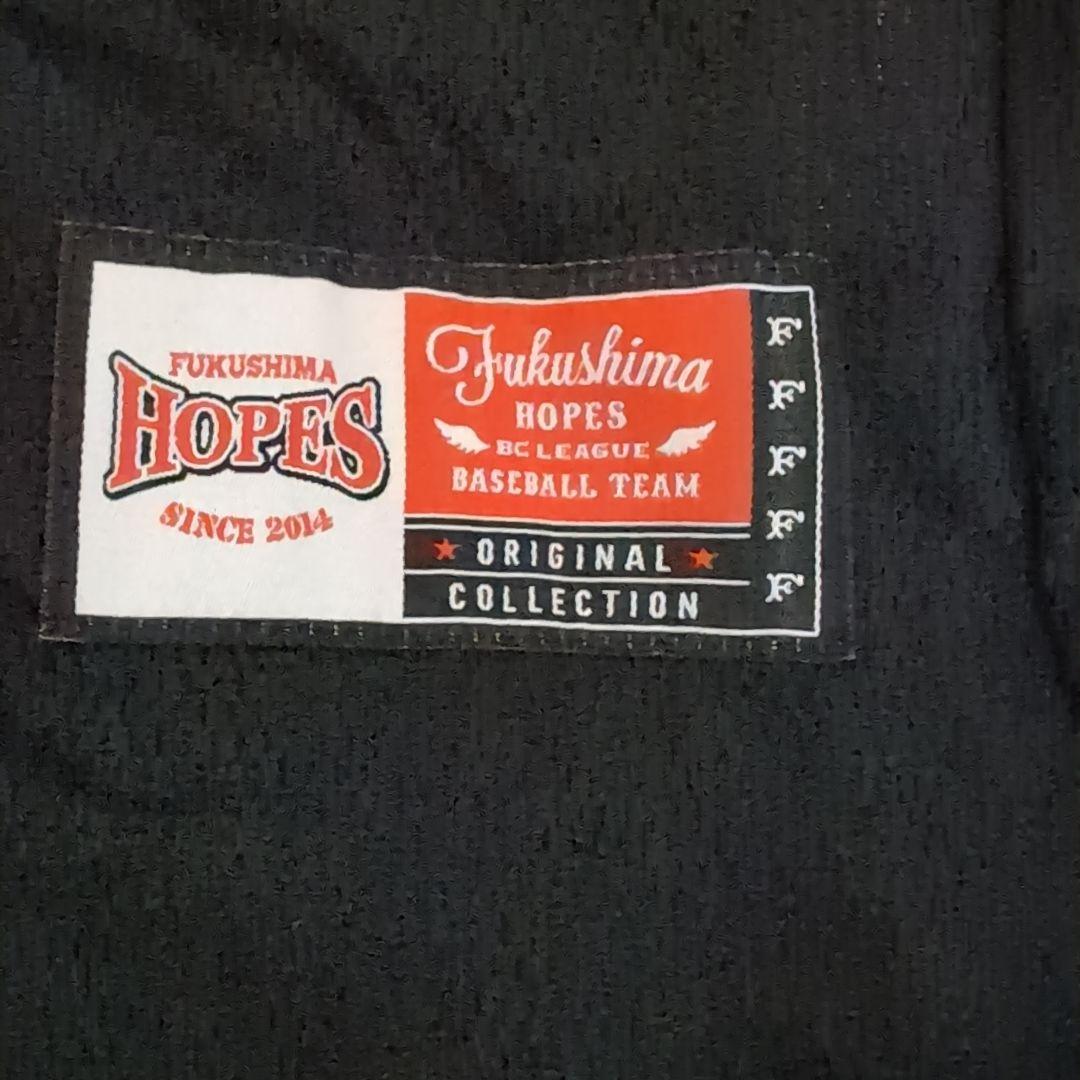 FUKUSHIMA
HOPES
SINCE 2014
Fukushima
HOPES
BC LEAGUE
BASEBALL TEAM
ORIGINAL
COLLECTION
F
F
F
F
F